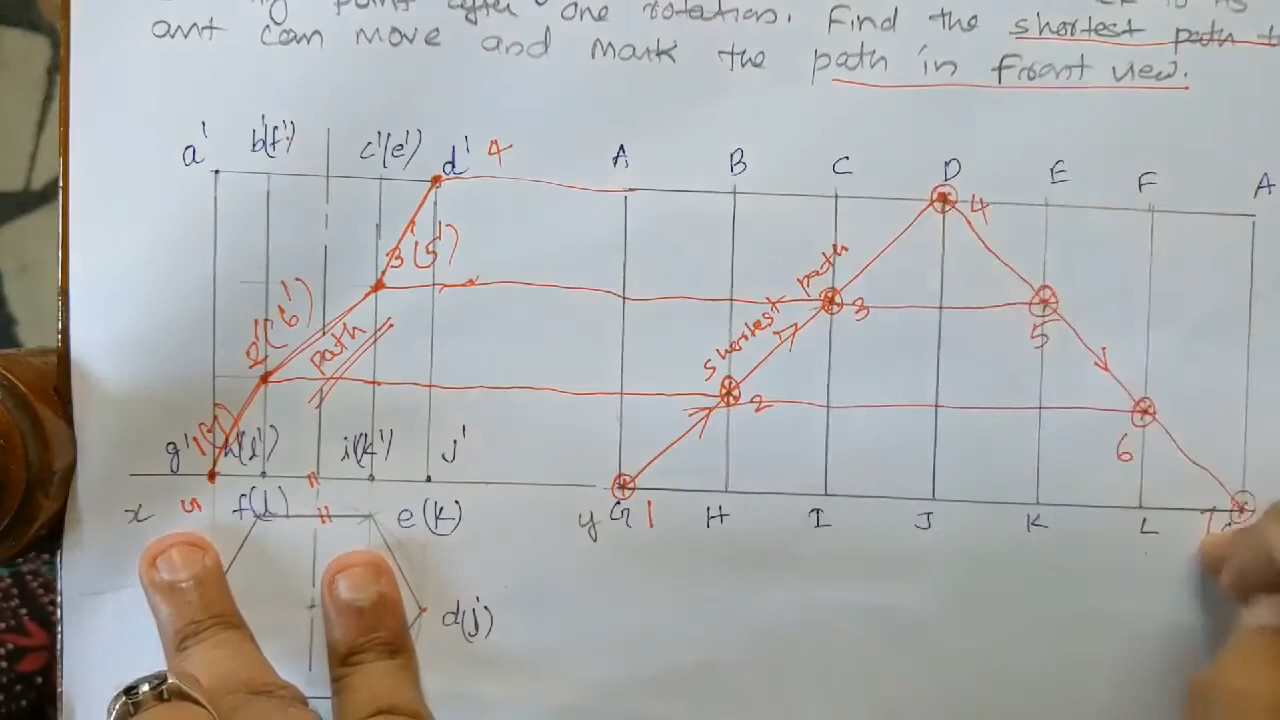 point after one rotation. Find the shortest path
ant can move and mark the path in front view.
a' b'(f') c'(e') d' 4 A B C D E F A
4
3'(5')
shortest path
3
5
2'(6')
path
2
6
g' i'(k') j'
x f(l) e(k) y G 1 H I J K L
d(j)